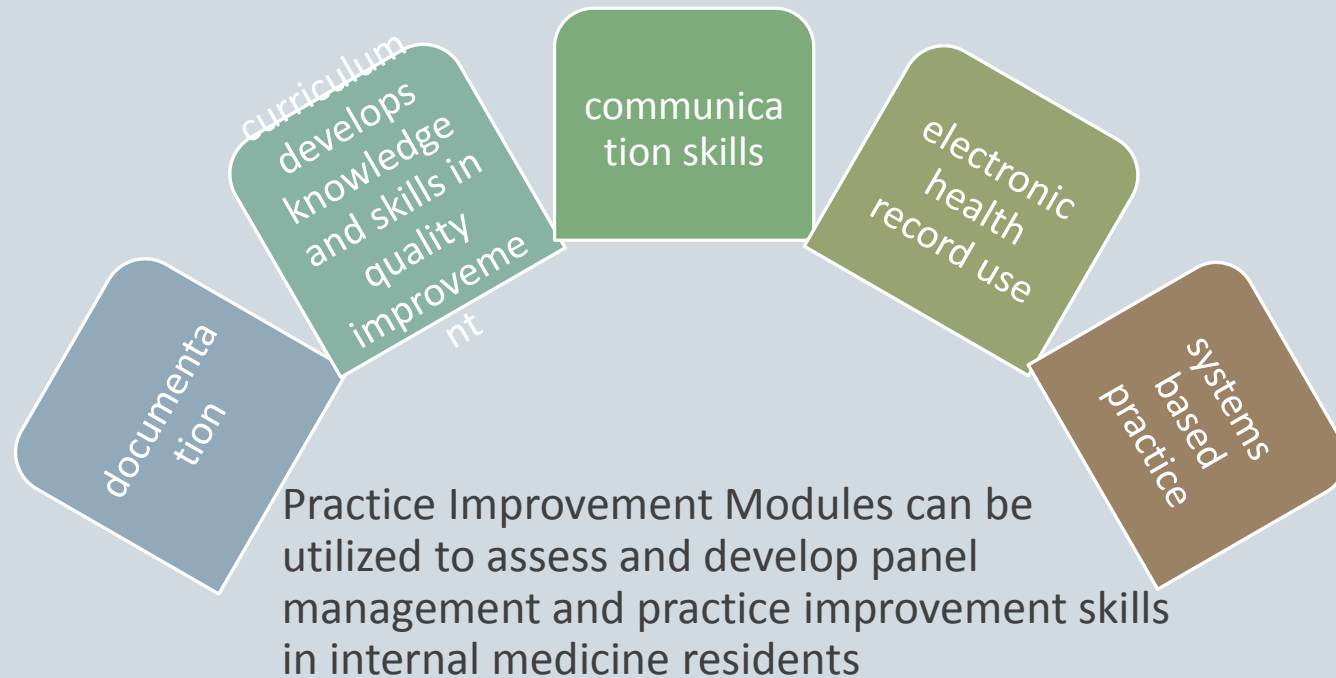 documenta
tion
curriculum
develops
knowledge
and skills in
quality
improveme
nt
communica
tion skills
electronic
health
record use
systems
based
practice
Practice Improvement Modules can be
utilized to assess and develop panel
management and practice improvement skills
in internal medicine residents